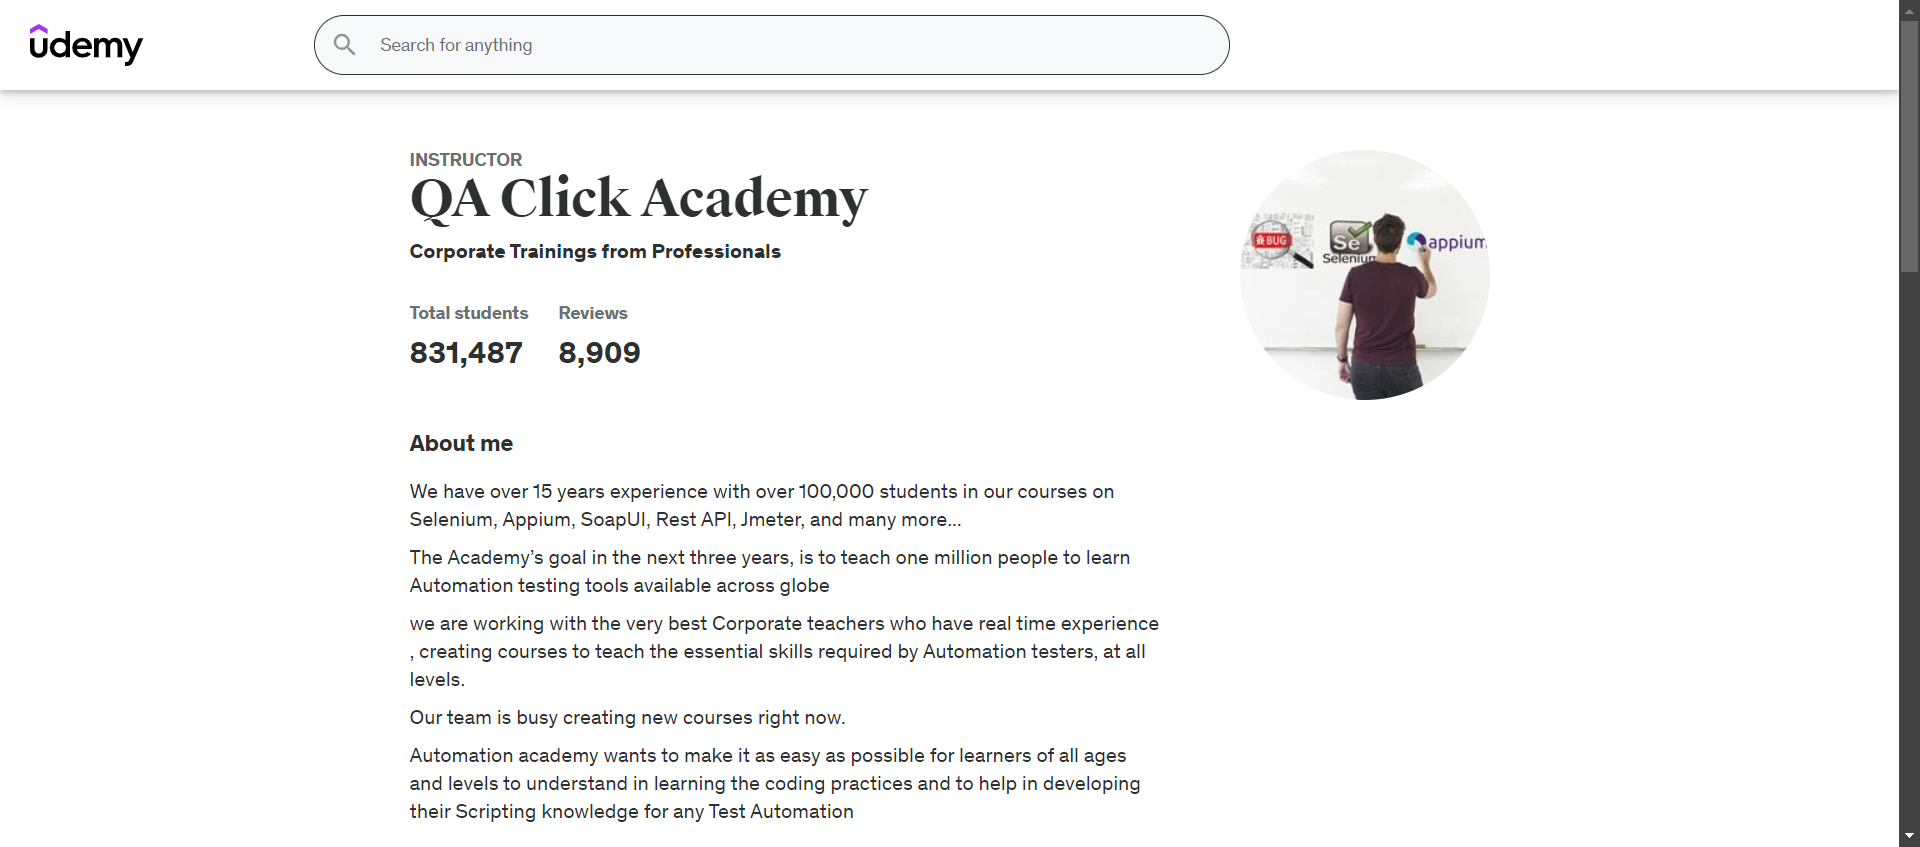 udemy
Search for anything
INSTRUCTOR
QA Click Academy
Corporate Trainings from Professionals
Total students Reviews
831,487 8,909
BUG
Se
Selenium
appium
About me
We have over 15 years experience with over 100,000 students in our courses on
Selenium, Appium, SoapUI, Rest API, Jmeter, and many more...
The Academy’s goal in the next three years, is to teach one million people to learn
Automation testing tools available across globe
we are working with the very best Corporate teachers who have real time experience
, creating courses to teach the essential skills required by Automation testers, at all
levels.
Our team is busy creating new courses right now.
Automation academy wants to make it as easy as possible for learners of all ages
and levels to understand in learning the coding practices and to help in developing
their Scripting knowledge for any Test Automation